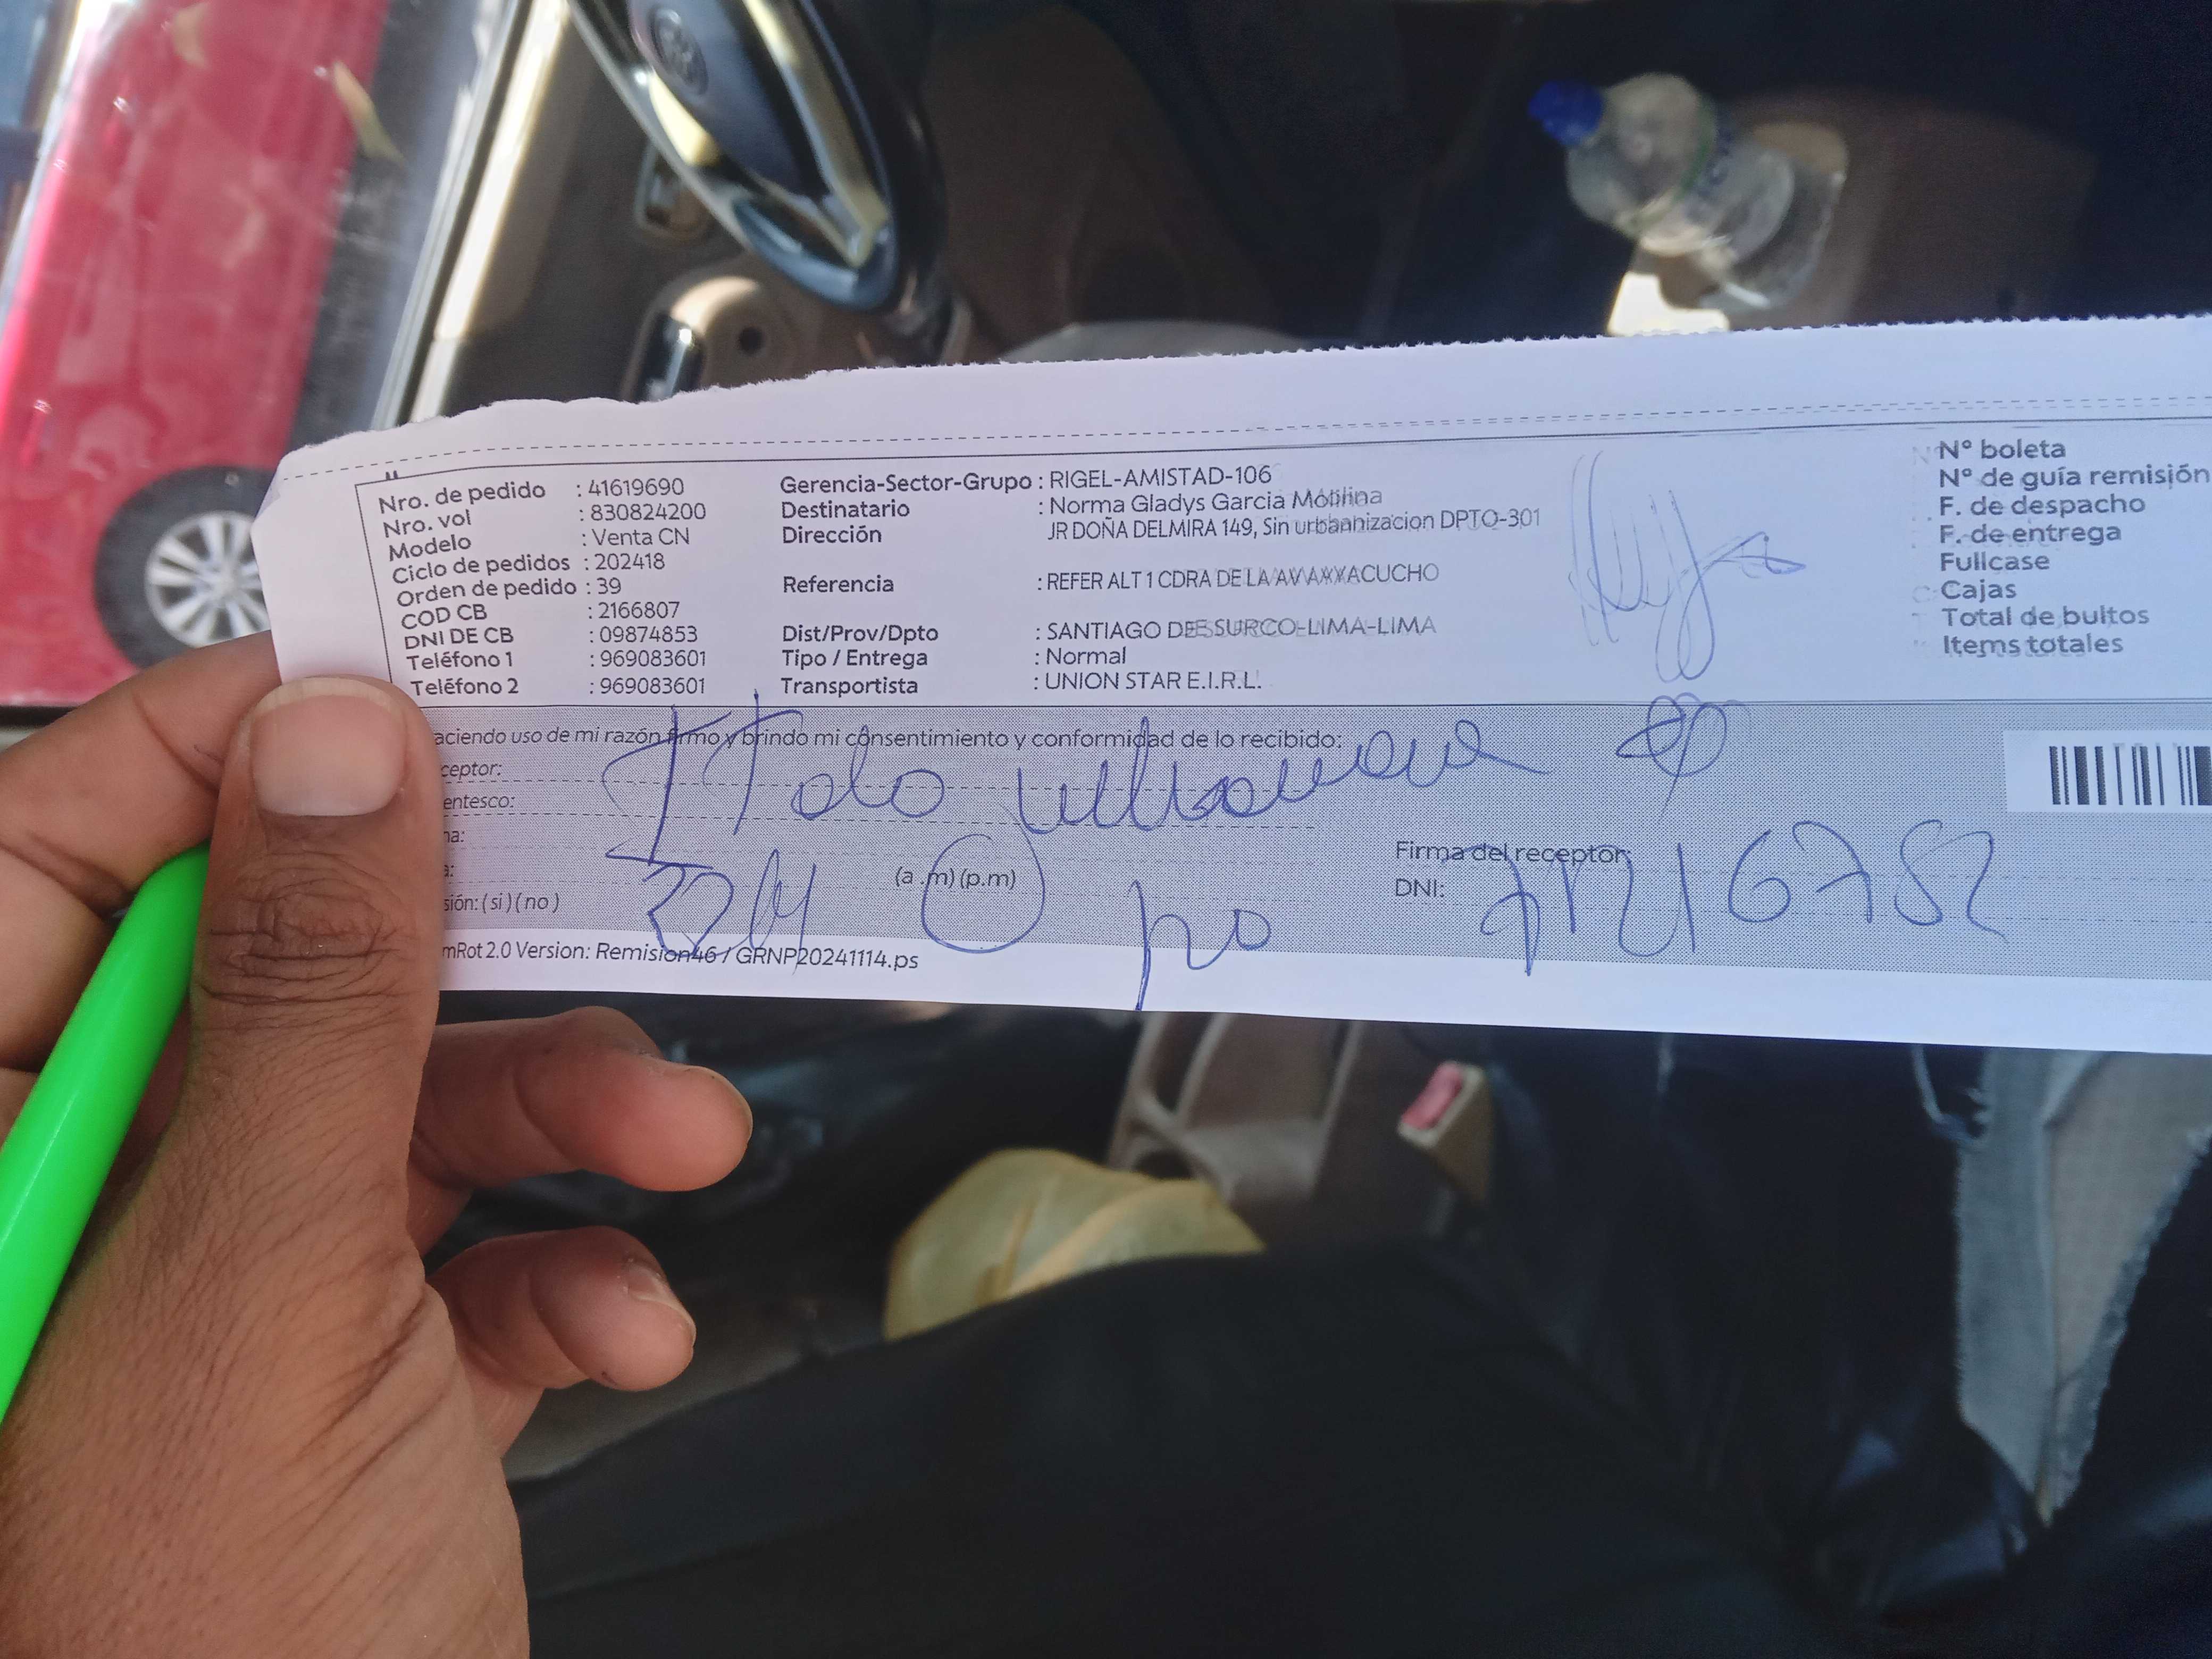 Nro. de pedido : 41619690
Nro. vol : 830824200
Modelo : Venta CN
Ciclo de pedidos : 202418
Orden de pedido : 39
COD CB : 2166807
DNI DE CB : 09874853
Teléfono 1 : 969083601
Teléfono 2 : 969083601
Gerencia-Sector-Grupo : RIGEL-AMISTAD-106
Destinatario : Norma Gladys Garcia Molina
Dirección JR DOÑA DELMIRA 149, Sin urbanizacion DPTO-301
Referencia : REFER ALT 1 CDRA DE LA AV AYACUCHO
Dist/Prov/Dpto : SANTIAGO DE SURCO-LIMA-LIMA
Tipo / Entrega : Normal
Transportista : UNION STAR E.I.R.L.
N° boleta
N° de guía remisión
F. de despacho
F. de entrega
Fullcase
Cajas
Total de bultos
Items totales
aciendo uso de mi razón firmo y brindo mi consentimiento y conformidad de lo recibido:
ceptor:
entesco:
na:
a:
(a .m) (p.m)
sión: ( si ) ( no )
Firma del receptor:
DNI:
mRot 2.0 Version: Remision46 / GRNP20241114.ps